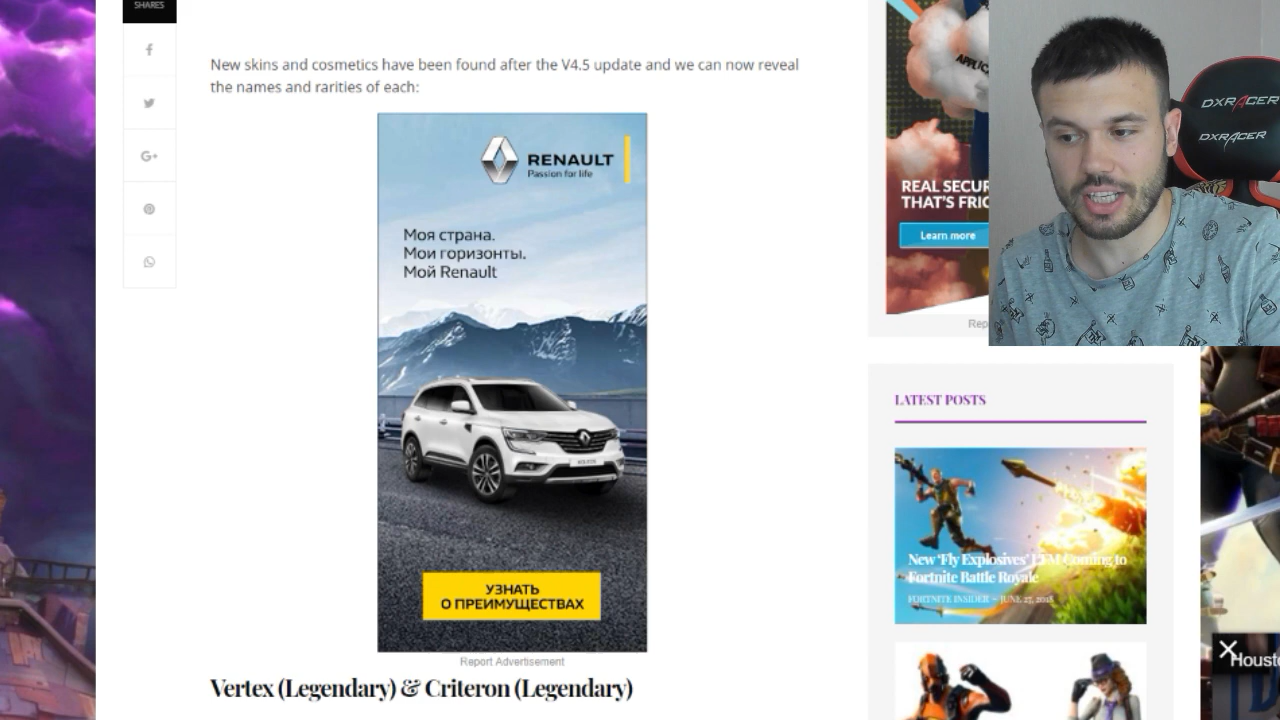 SHARES
New skins and cosmetics have been found after the V4.5 update and we can now reveal
the names and rarities of each:
RENAULT
Passion for life
Моя страна.
Мои горизонты.
Мой Renault
УЗНАТЬ
О ПРЕИМУЩЕСТВАХ
Report Advertisement
Vertex (Legendary) & Criteron (Legendary)
REAL SECUR
THAT'S FRIC
Learn more
Rep
DXRACER
DXRACER
LATEST POSTS
New 'Fly Explosives' LTM Coming to
Fortnite Battle Royale
FORTNITE INSIDER – JUNE 27, 2018
Housto